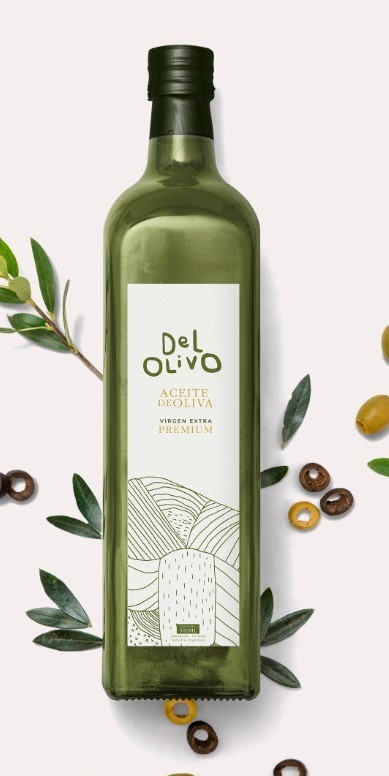 Del
OLivO
ACEITE
DE OLIVA
VIRGEN EXTRA
PREMIUM